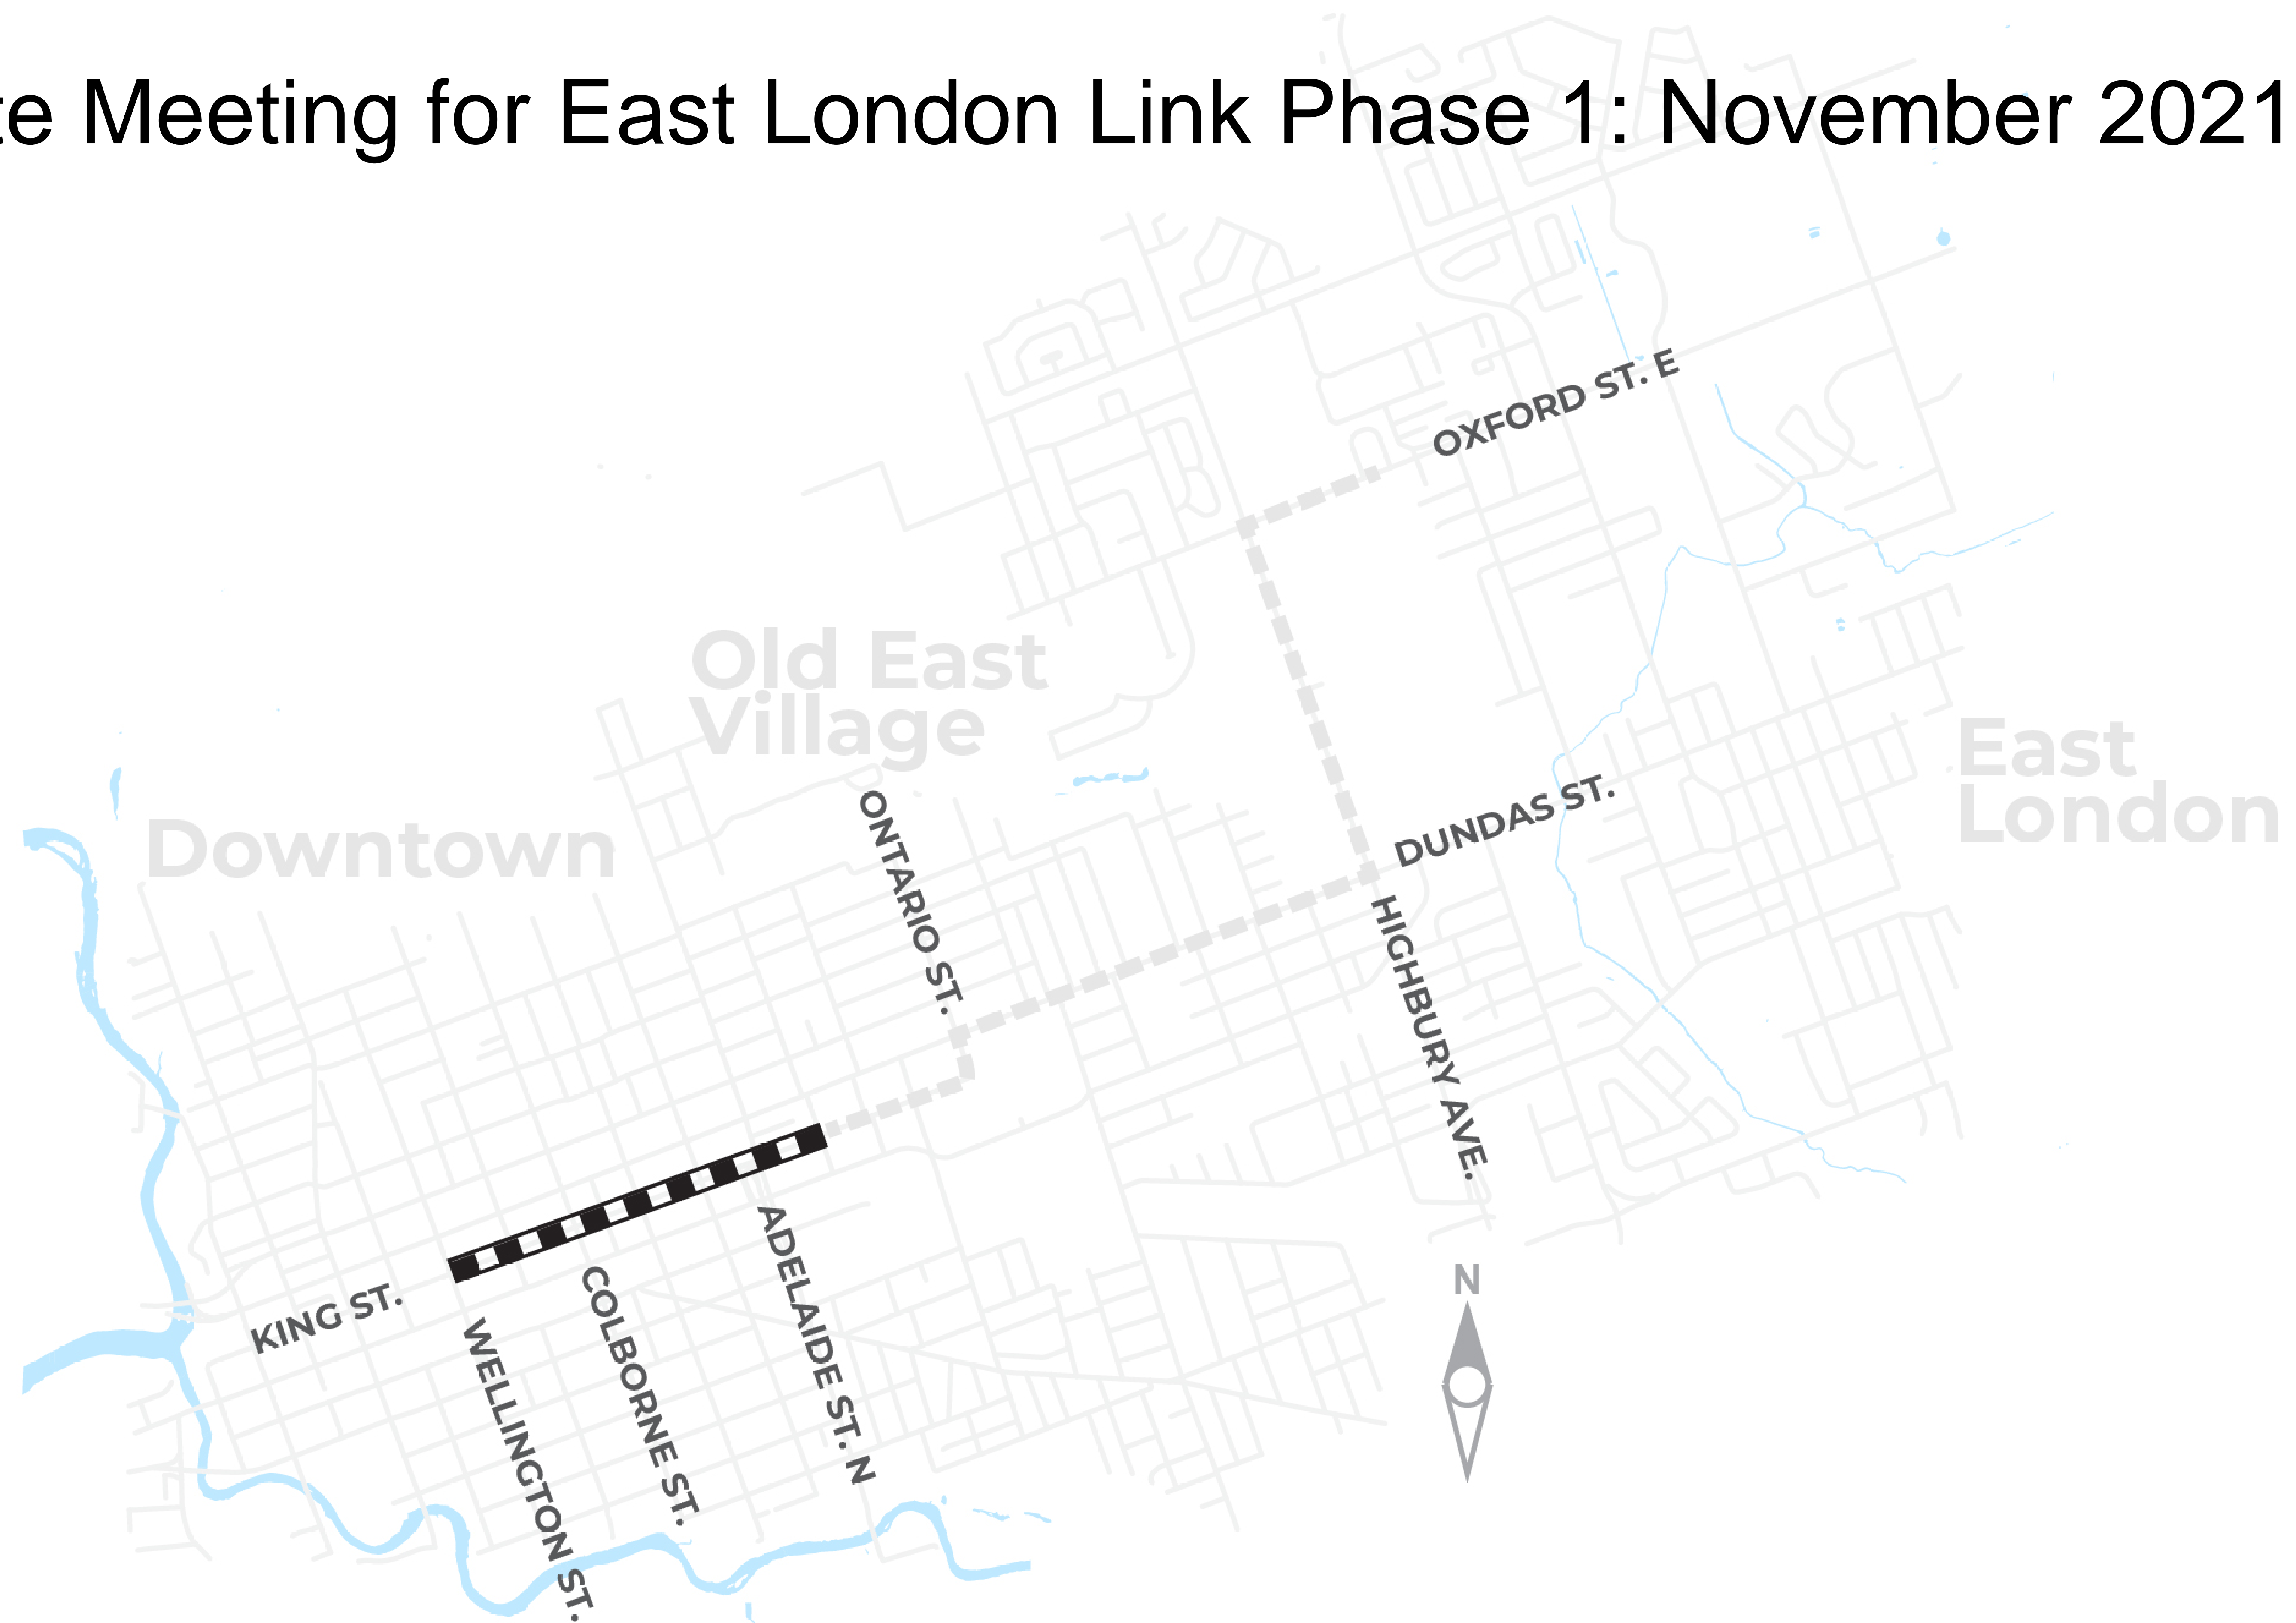 Meeting for East London Link Phase 1: November 2021
OXFORD ST. E
Old East
Village
East
London
Downtown
ONTARIO ST.
DUNDAS ST.
HIGHBURY AVE.
KING ST.
WELLINGTON ST.
COLBORNE ST.
ADELAIDE ST. N
N